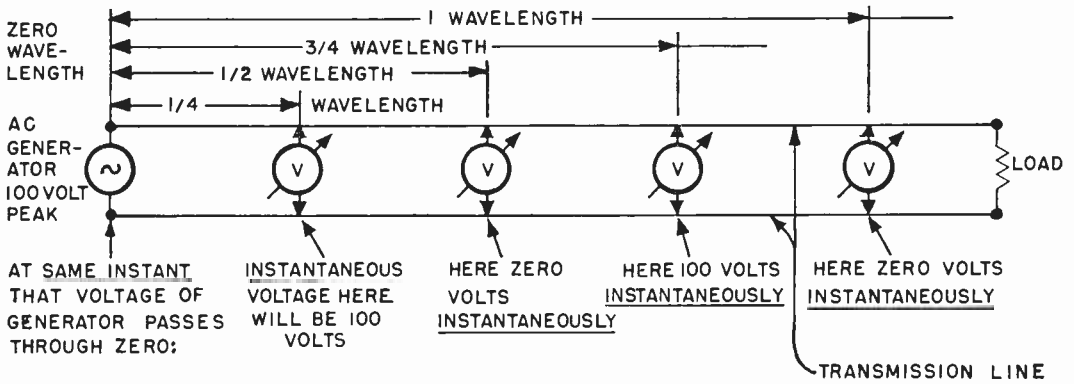 1 WAVELENGTH
ZERO
WAVE-
LENGTH
3/4 WAVELENGTH
1/2 WAVELENGTH
1/4 WAVELENGTH
AC
GENER-
ATOR
100 VOLT
PEAK
~
V
V
V
V
LOAD
AT SAME INSTANT
THAT VOLTAGE OF
GENERATOR PASSES
THROUGH ZERO:
INSTANTANEOUS
VOLTAGE HERE
WILL BE 100
VOLTS
HERE ZERO
VOLTS
INSTANTANEOUSLY
HERE 100 VOLTS
INSTANTANEOUSLY
HERE ZERO VOLTS
INSTANTANEOUSLY
TRANSMISSION LINE